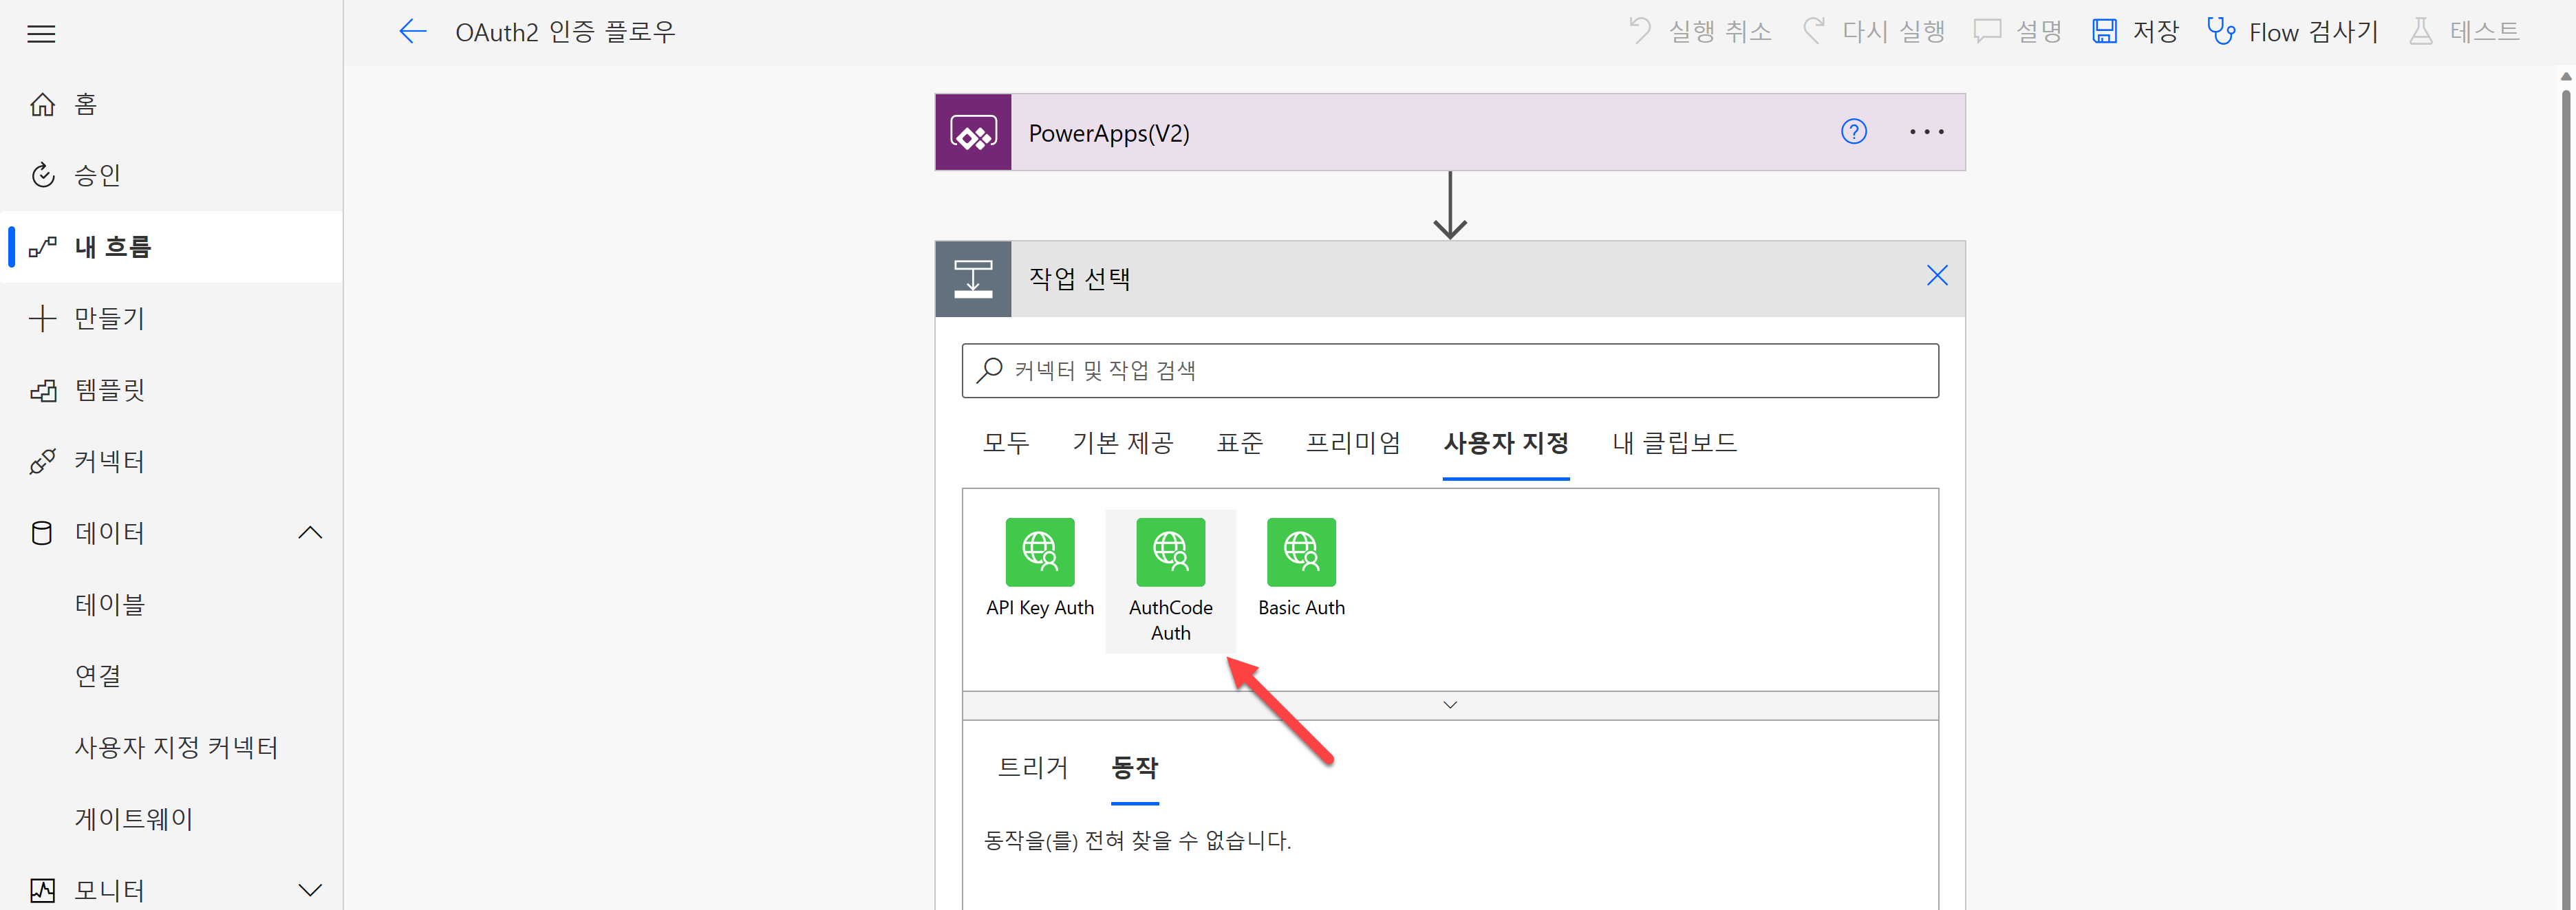 OAuth2 인증 플로우
실행 취소
다시 실행
설명
저장
Flow 검사기
테스트
홈
승인
내 흐름
만들기
템플릿
커넥터
데이터
테이블
연결
사용자 지정 커넥터
게이트웨이
모니터
PowerApps(V2)
작업 선택
커넥터 및 작업 검색
모두
기본 제공
표준
프리미엄
사용자 지정
내 클립보드
API Key Auth
AuthCode
Auth
Basic Auth
트리거
동작
동작을(를) 전혀 찾을 수 없습니다.